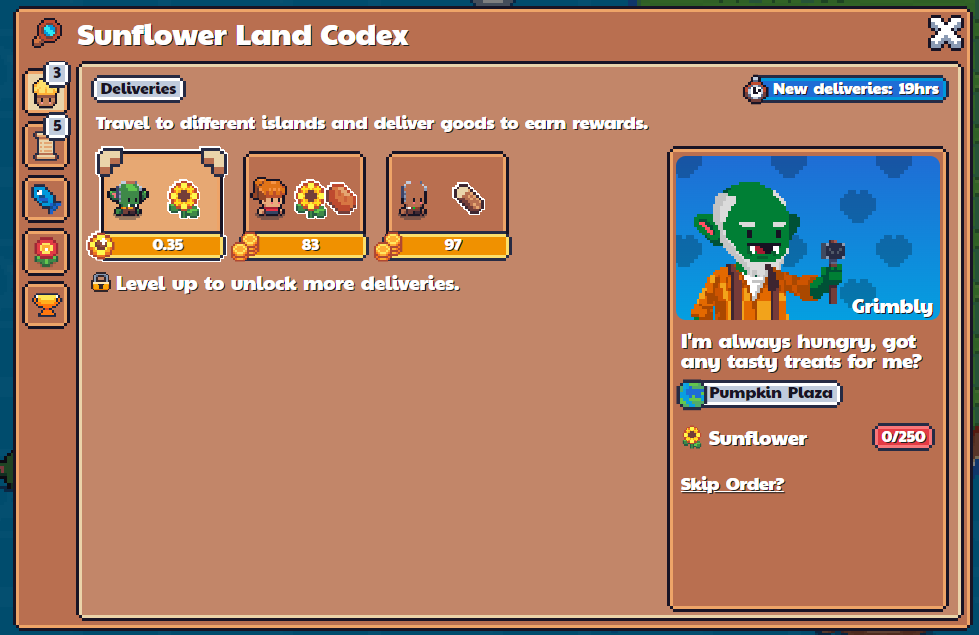 Sunflower Land Codex
3
5
Deliveries
New deliveries: 19hrs
Travel to different islands and deliver goods to earn rewards.
0.35
83
97
Level up to unlock more deliveries.
Grimbly
I'm always hungry, got
any tasty treats for me?
Pumpkin Plaza
Sunflower
0/250
Skip Order?